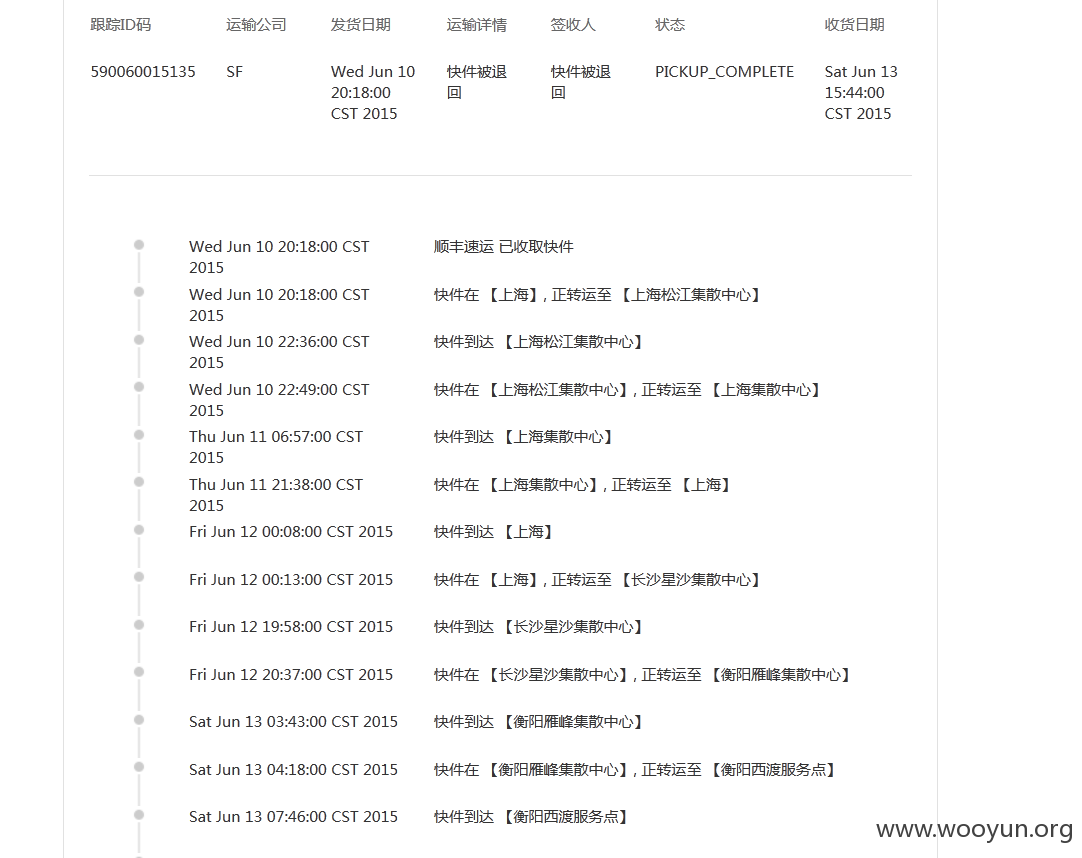 跟踪ID码 运输公司 发货日期 运输详情 签收人 状态 收货日期
590060015135 SF Wed Jun 10 快件被退 快件被退 PICKUP_COMPLETE Sat Jun 13
20:18:00 回 回 15:44:00
CST 2015 CST 2015
Wed Jun 10 20:18:00 CST 顺丰速运 已收取快件
2015
Wed Jun 10 20:18:00 CST 快件在 【上海】, 正转运至 【上海松江集散中心】
2015
Wed Jun 10 22:36:00 CST 快件到达 【上海松江集散中心】
2015
Wed Jun 10 22:49:00 CST 快件在 【上海松江集散中心】, 正转运至 【上海集散中心】
2015
Thu Jun 11 06:57:00 CST 快件到达 【上海集散中心】
2015
Thu Jun 11 21:38:00 CST 快件在 【上海集散中心】, 正转运至 【上海】
2015
Fri Jun 12 00:08:00 CST 2015 快件到达 【上海】
Fri Jun 12 00:13:00 CST 2015 快件在 【上海】, 正转运至 【长沙星沙集散中心】
Fri Jun 12 19:58:00 CST 2015 快件到达 【长沙星沙集散中心】
Fri Jun 12 20:37:00 CST 2015 快件在 【长沙星沙集散中心】, 正转运至 【衡阳雁峰集散中心】
Sat Jun 13 03:43:00 CST 2015 快件到达 【衡阳雁峰集散中心】
Sat Jun 13 04:18:00 CST 2015 快件在 【衡阳雁峰集散中心】, 正转运至 【衡阳西渡服务点】
Sat Jun 13 07:46:00 CST 2015 快件到达 【衡阳西渡服务点】
www.wooyun.org